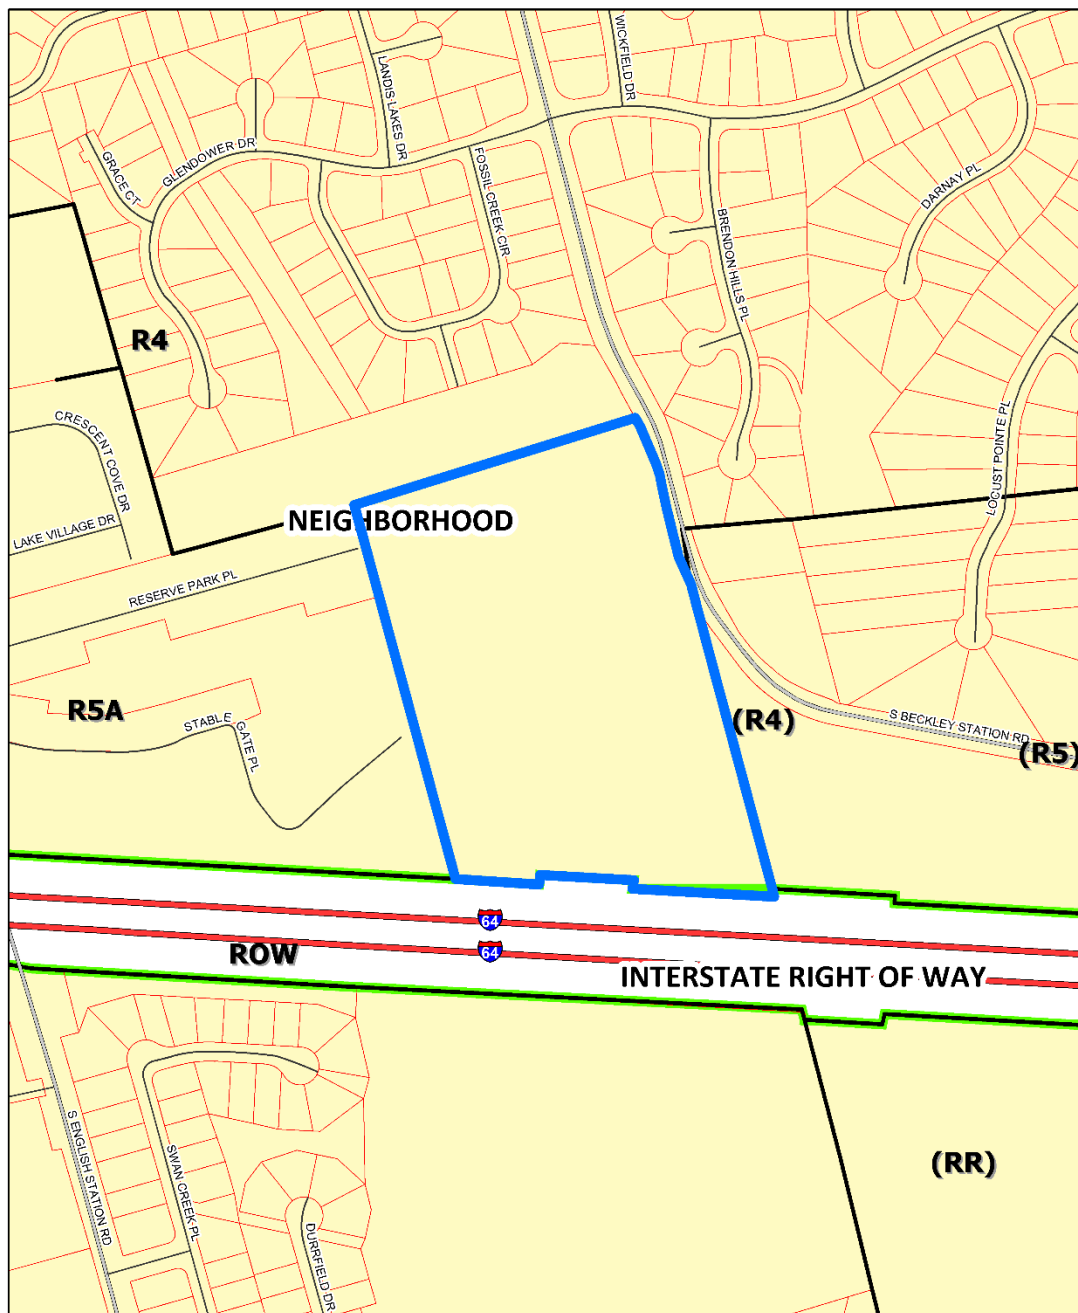 WICKFIELD DR
LANDIS LAKES DR
GLENDOWER DR
GRACE CT
FOSSIL CREEK CIR
DARNAY PL
BRENDON HILLS PL
R4
CRESCENT COVE DR
LOCUST POINTE PL
LAKE VILLAGE DR
NEIGHBORHOOD
RESERVE PARK PL
R5A
STABLE GATE PL
(R4)
S BECKLEY STATION RD
(R5)
64
64
ROW
INTERSTATE RIGHT OF WAY
S ENGLISH STATION RD
SWAN CREEK PL
(RR)
DURRFIELD DR